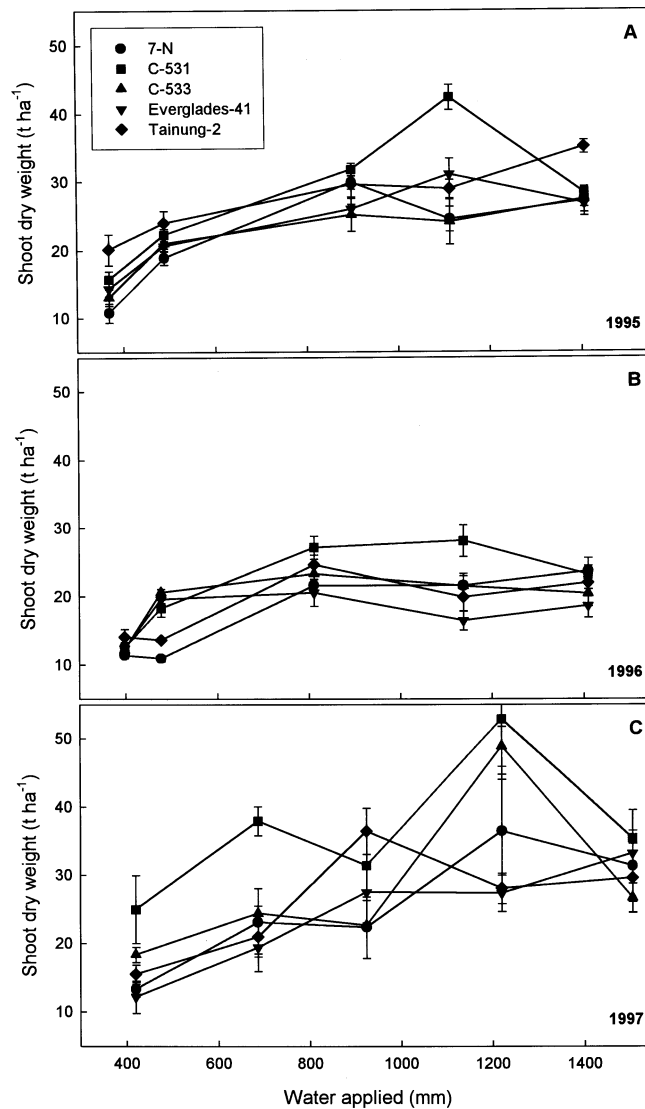 A
7-N
C-531
C-533
Everglades-41
Tainung-2
50
40
30
20
10
Shoot dry weight (t ha⁻¹)
1995
B
50
40
30
20
10
Shoot dry weight (t ha⁻¹)
1996
C
50
40
30
20
10
Shoot dry weight (t ha⁻¹)
1997
400 600 800 1000 1200 1400
Water applied (mm)